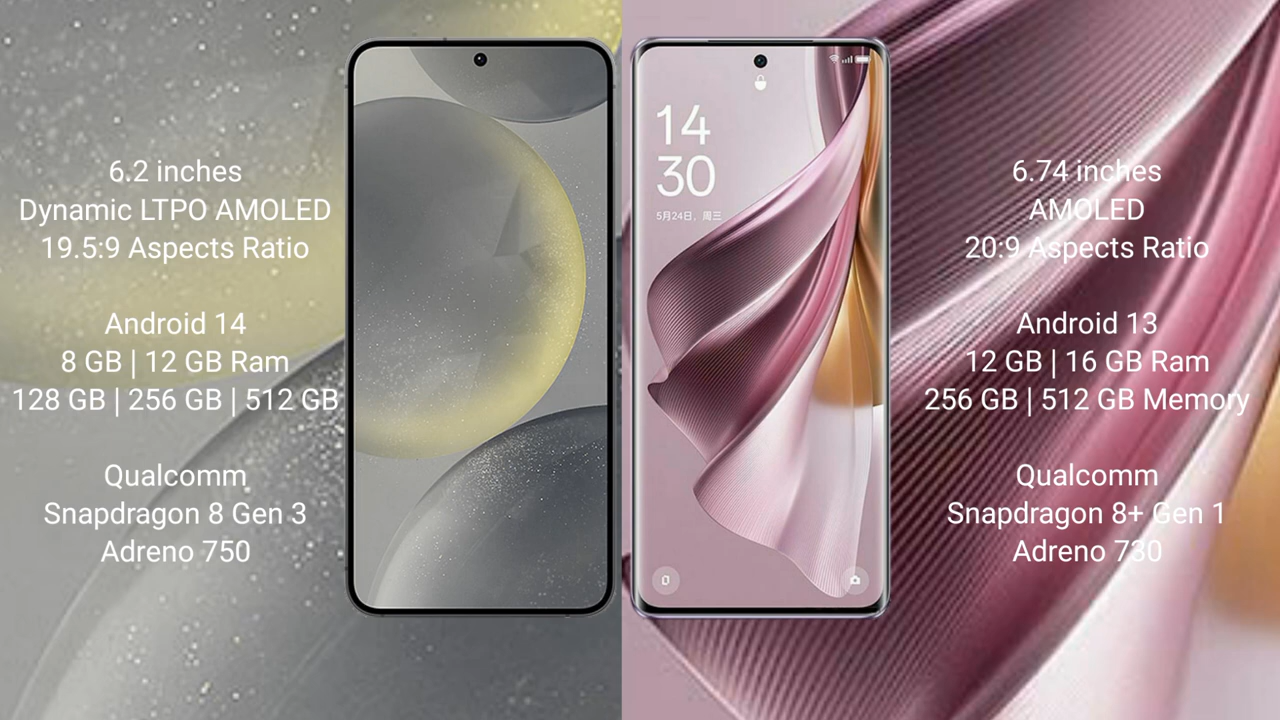 6.2 inches
Dynamic LTPO AMOLED
19.5:9 Aspects Ratio
Android 14
8 GB | 12 GB Ram
128 GB | 256 GB | 512 GB
Qualcomm
Snapdragon 8 Gen 3
Adreno 750
14
30
5月24日，周三
6.74 inches
AMOLED
20:9 Aspects Ratio
Android 13
12 GB | 16 GB Ram
256 GB | 512 GB Memory
Qualcomm
Snapdragon 8+ Gen 1
Adreno 730